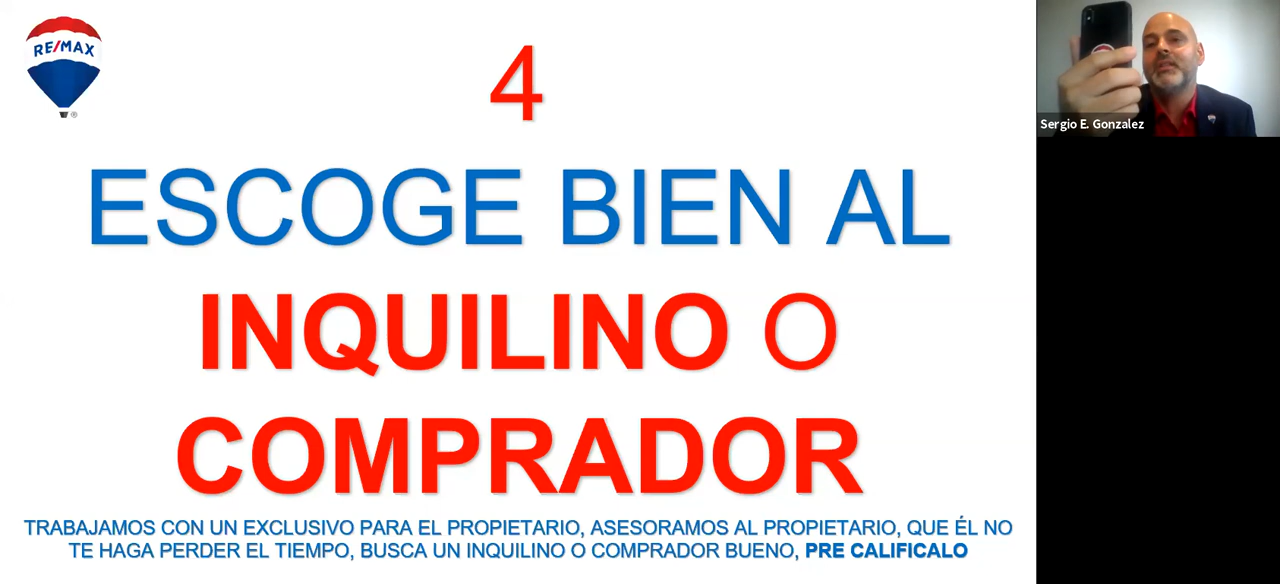 RE/MAX
4
ESCOGE BIEN AL
INQUILINO O
COMPRADOR
TRABAJAMOS CON UN EXCLUSIVO PARA EL PROPIETARIO, ASESORAMOS AL PROPIETARIO, QUE ÉL NO
TE HAGA PERDER EL TIEMPO, BUSCA UN INQUILINO O COMPRADOR BUENO, PRE CALIFICALO
Sergio E. Gonzalez